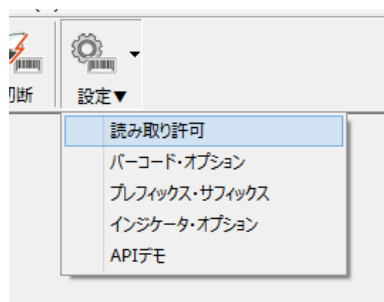 設定▼
読み取り許可
バーコード・オプション
プレフィックス・サフィックス
インジケータ・オプション
APIデモ